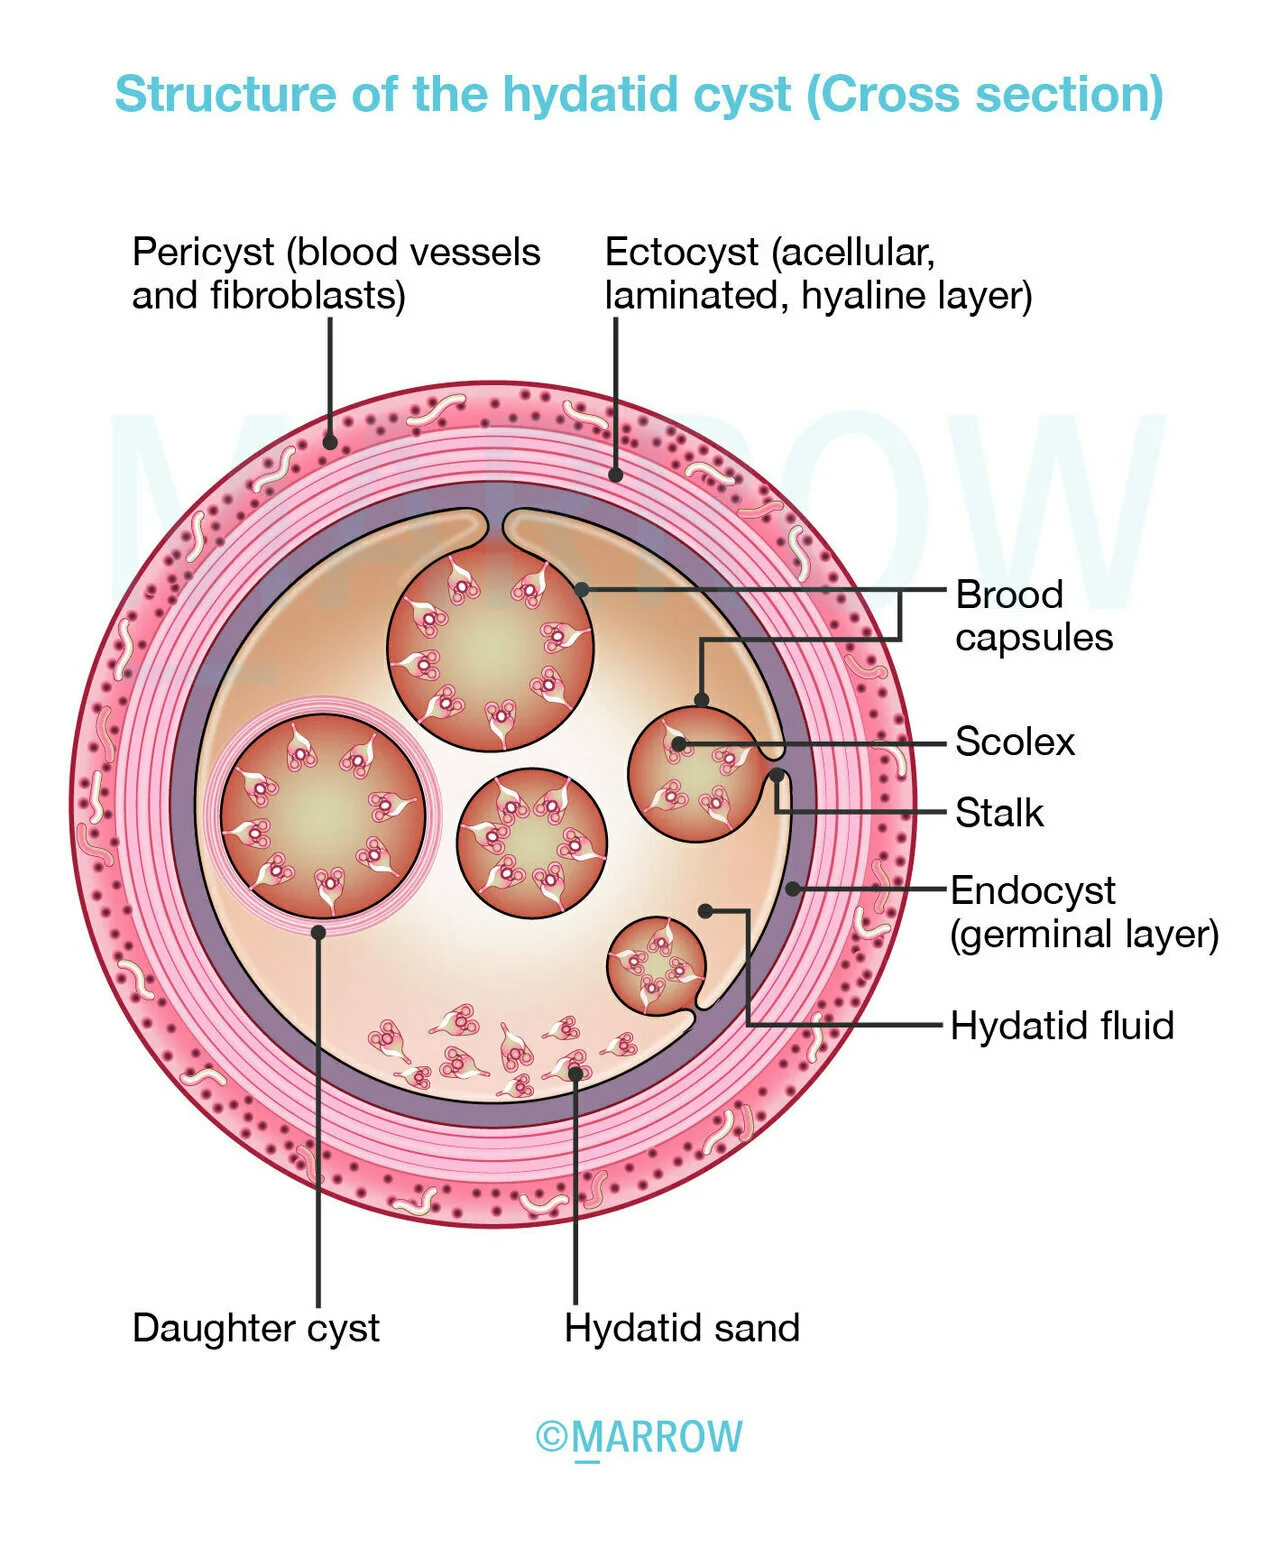 Structure of the hydatid cyst (Cross section)
Pericyst (blood vessels
and fibroblasts)
Ectocyst (acellular,
laminated, hyaline layer)
MARROW
Brood
capsules
Scolex
Stalk
Endocyst
(germinal layer)
Hydatid fluid
Daughter cyst
Hydatid sand
©MARROW